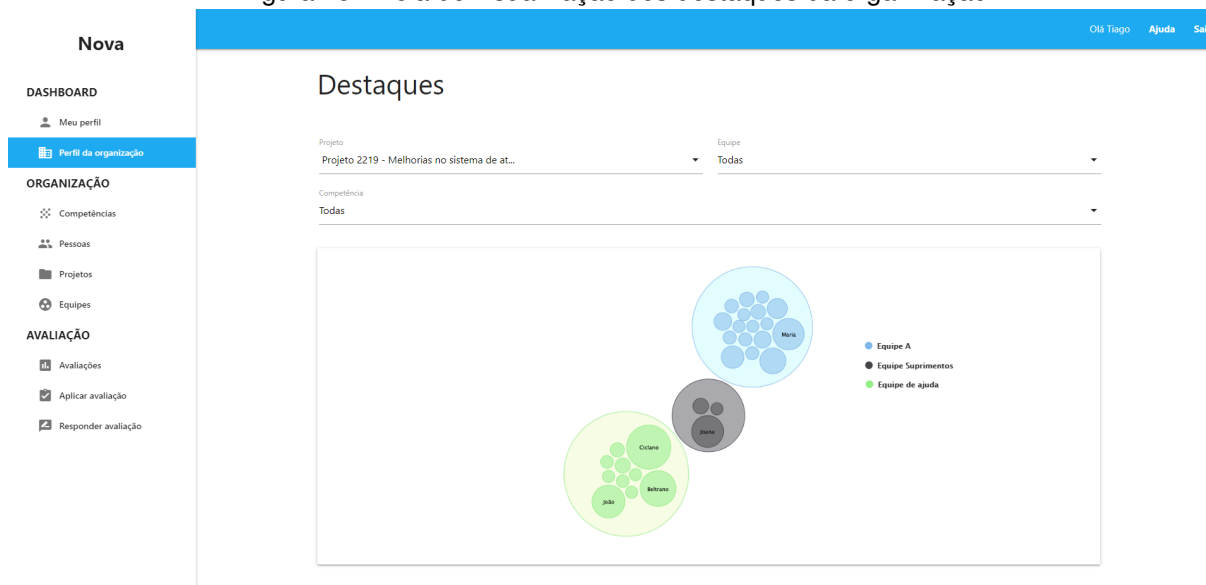 Nova
Olá Tiago Ajuda
DASHBOARD
Meu perfil
Perfil da organização
ORGANIZAÇÃO
Competências
Pessoas
Projetos
Equipes
AVALIAÇÃO
Avaliações
Aplicar avaliação
Responder avaliação
Destaques
Projeto
Projeto 2219 - Melhorias no sistema de at...
Equipe
Todas
Competência
Todas
Maria
Joana
Ciclano
Beltrano
João
Equipe A
Equipe Suprimentos
Equipe de ajuda